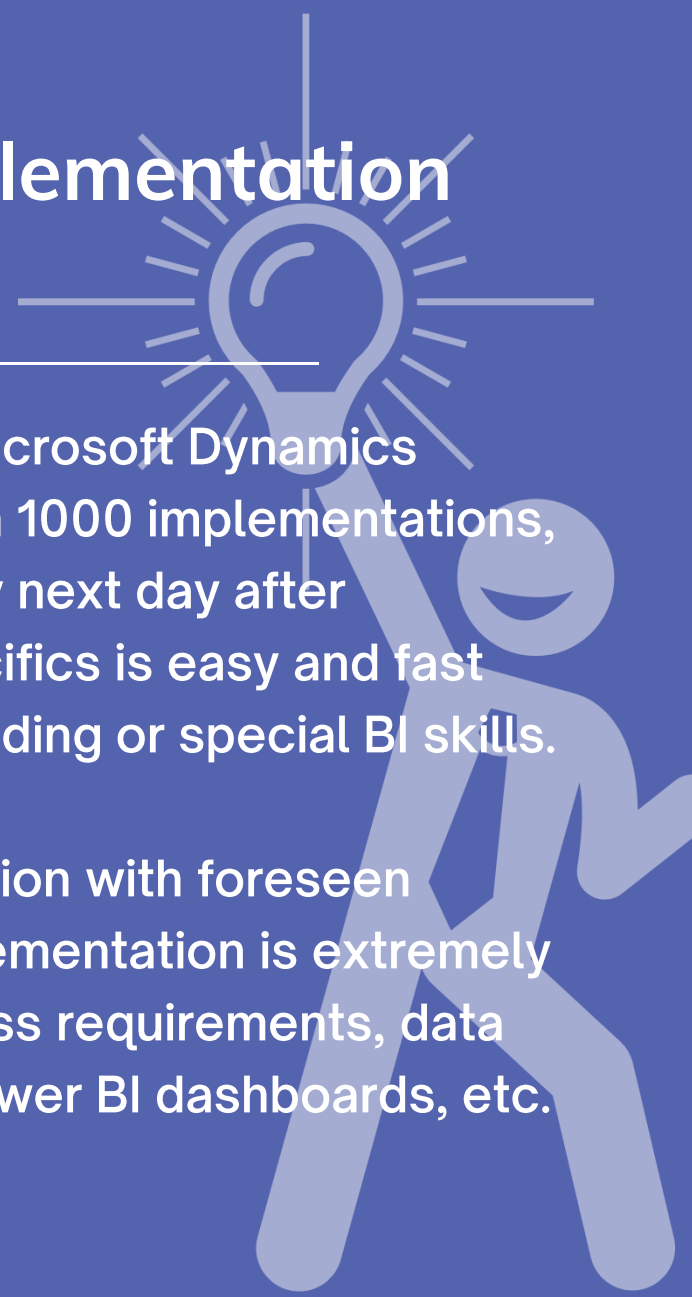 lementation
crosoft Dynamics
1000 implementations,
next day after
cifics is easy and fast
ding or special BI skills.
ion with foreseen
ementation is extremely
ss requirements, data
wer BI dashboards, etc.